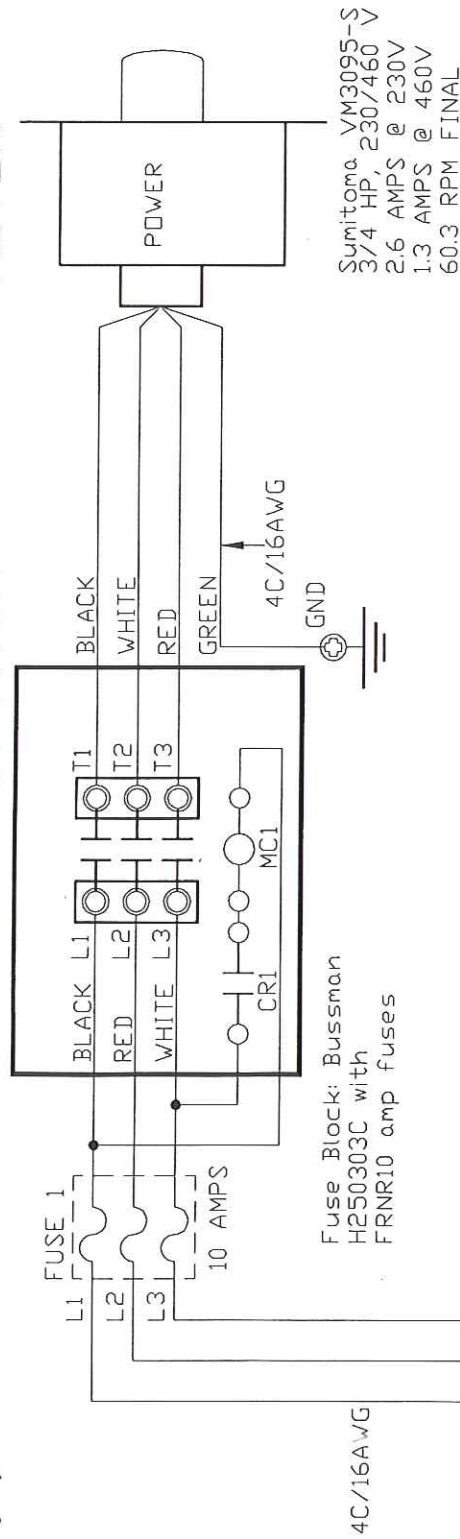 FUSE 1
L1
L2
L3
10 AMPS
4C/16AWG
Fuse Block: Bussman
H250303C with
FRNR10 amp fuses
BLACK
RED
WHITE
L1
L2
L3
T1
T2
T3
CR1
MC1
BLACK
WHITE
RED
GREEN
4C/16AWG
GND
POWER
Sumitoma VM3095-S
3/4 HP, 230/460 V
2.6 AMPS @ 230V
1.3 AMPS @ 460V
60.3 RPM FINAL